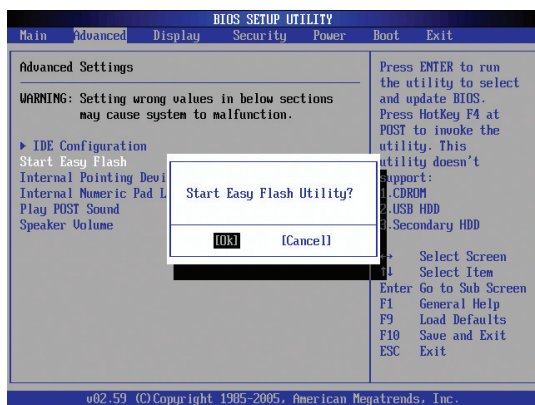 BIOS SETUP UTILITY
Main Advanced Display Security Power Boot Exit
Advanced Settings
WARNING: Setting wrong values in below sections
may cause system to malfunction.
▶ IDE Configuration
Start Easy Flash
Internal Pointing Devi
Internal Numeric Pad L
Play POST Sound
Speaker Volume
Start Easy Flash Utility?
[Ok] [Cancel]
Press ENTER to run
the utility to select
and update BIOS.
Press HotKey F4 at
POST to invoke the
utility. This
utility doesn't
support:
1.CDROM
2.USB HDD
3.Secondary HDD
←→ Select Screen
↑↓ Select Item
Enter Go to Sub Screen
F1 General Help
F9 Load Defaults
F10 Save and Exit
ESC Exit
v02.59 (C)Copyright 1985-2005, American Megatrends, Inc.